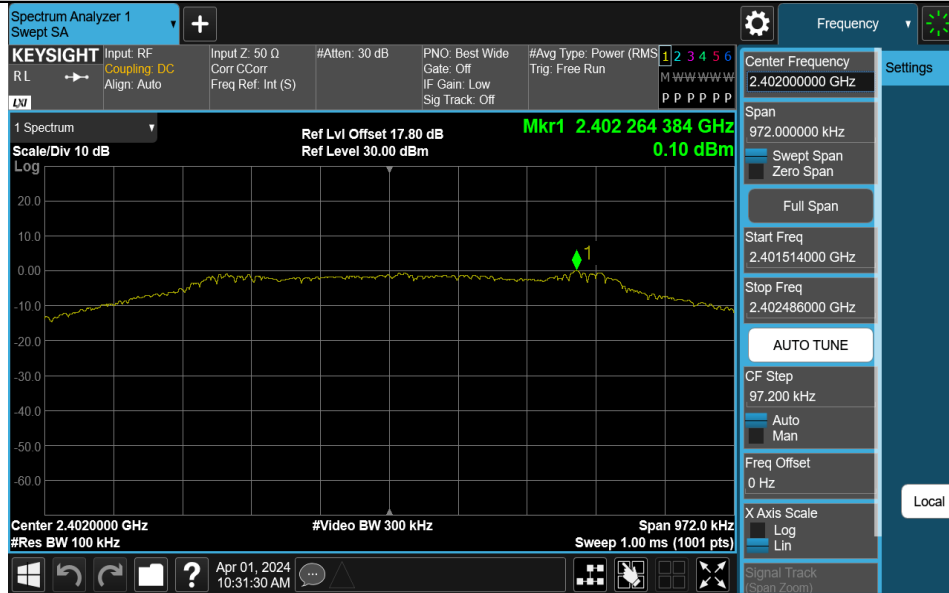 Spectrum Analyzer 1
Swept SA
Frequency
KEYSIGHT
RL
LXI
Input: RF
Coupling: DC
Align: Auto
Input Z: 50 Ω
Corr CCorr
Freq Ref: Int (S)
#Atten: 30 dB
PNO: Best Wide
Gate: Off
IF Gain: Low
Sig Track: Off
#Avg Type: Power (RMS
Trig: Free Run
1 2 3 4 5 6
M W W W W W
P P P P P P
1 Spectrum
Scale/Div 10 dB
Log
Ref Lvl Offset 17.80 dB
Ref Level 30.00 dBm
Mkr1 2.402 264 384 GHz
0.10 dBm
20.0
10.0
0.00
-10.0
-20.0
-30.0
-40.0
-50.0
-60.0
1
Center 2.4020000 GHz
#Res BW 100 kHz
#Video BW 300 kHz
Span 972.0 kHz
Sweep 1.00 ms (1001 pts)
Center Frequency
2.402000000 GHz
Span
972.000000 kHz
Swept Span
Zero Span
Full Span
Start Freq
2.401514000 GHz
Stop Freq
2.402486000 GHz
AUTO TUNE
CF Step
97.200 kHz
Auto
Man
Freq Offset
0 Hz
X Axis Scale
Log
Lin
Signal Track
(Span Zoom)
Settings
Local
?
Apr 01, 2024
10:31:30 AM